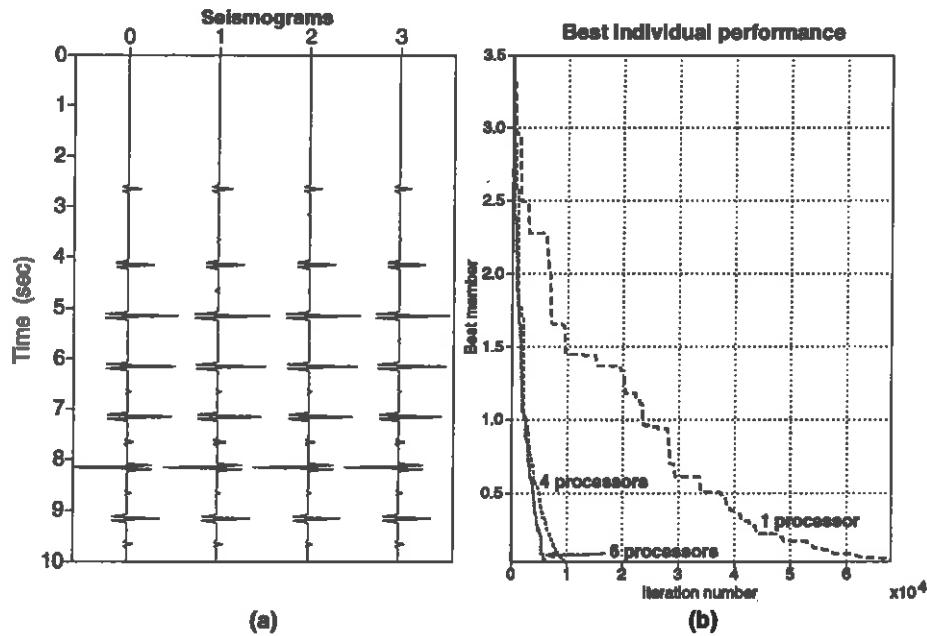 Seismograms
0 1 2 3
Time (sec)
0
1
2
3
4
5
6
7
8
9
10
(a)
Best individual performance
Best member
3.5
3.0
2.5
2.0
1.5
1.0
0.5
4 processors
1 processor
6 processors
0 1 2 3 4 5 6
Iteration number x10^4
(b)